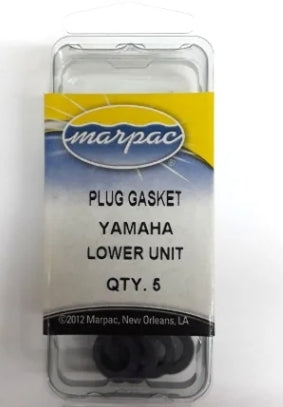 marpac®
PLUG GASKET
YAMAHA
LOWER UNIT
QTY. 5
©2012 Marpac, New Orleans, LA